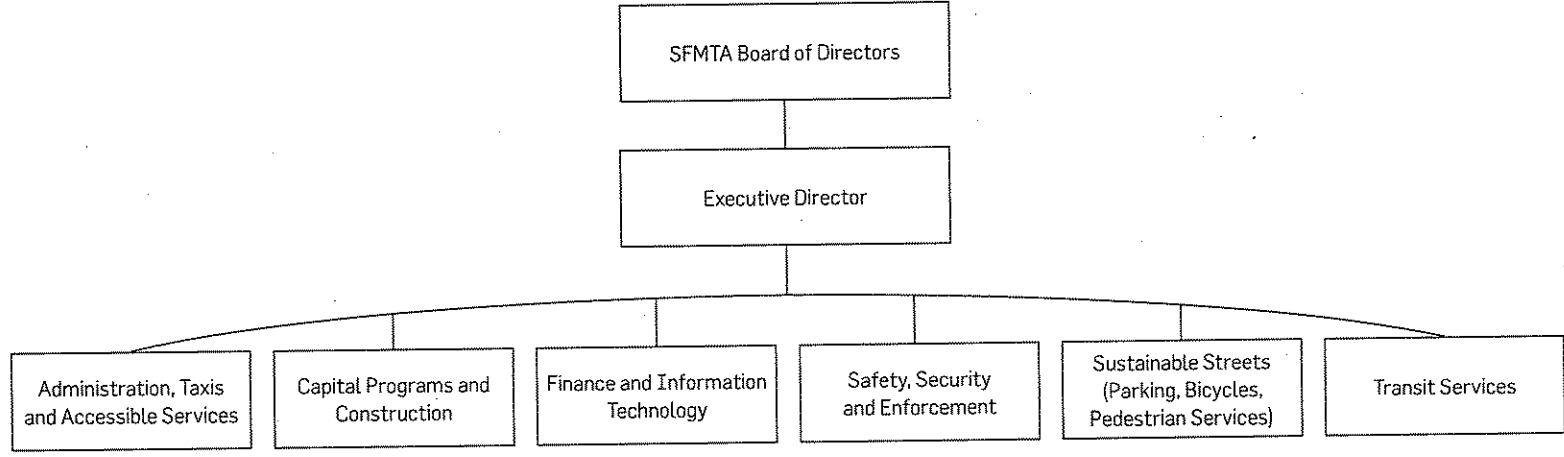 SFMTA Board of Directors
Executive Director
Administration, Taxis
and Accessible Services
Capital Programs and
Construction
Finance and Information
Technology
Safety, Security
and Enforcement
Sustainable Streets
(Parking, Bicycles,
Pedestrian Services)
Transit Services